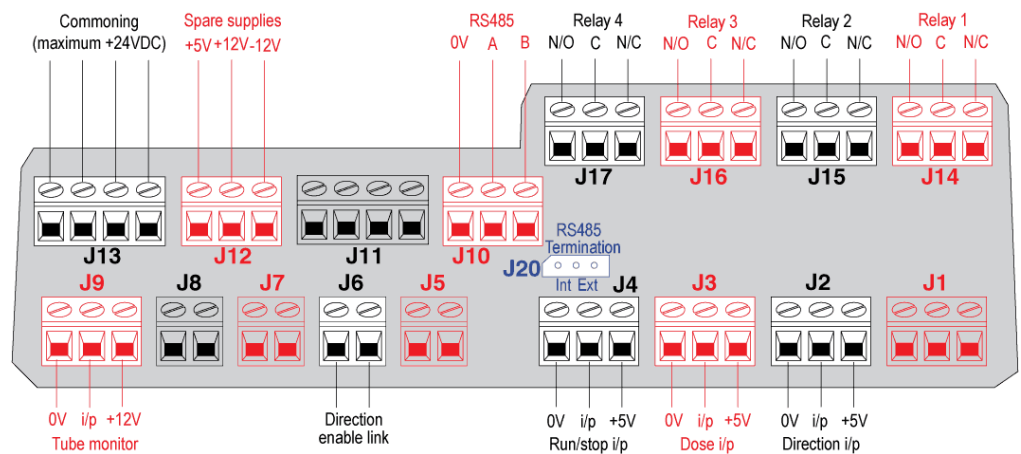 Commoning
(maximum +24VDC)
Spare supplies
+5V +12V -12V
RS485
0V A B
Relay 4
N/O C N/C
Relay 3
N/O C N/C
Relay 2
N/O C N/C
Relay 1
N/O C N/C
J17 J16 J15 J14
J13 J12 J11 J10
RS485
Termination
J20
Int Ext
J9 J8 J7 J6 J5 J4 J3 J2 J1
0V i/p +12V
Tube monitor
Direction
enable link
0V i/p +5V
Run/stop i/p
0V i/p +5V
Dose i/p
0V i/p +5V
Direction i/p